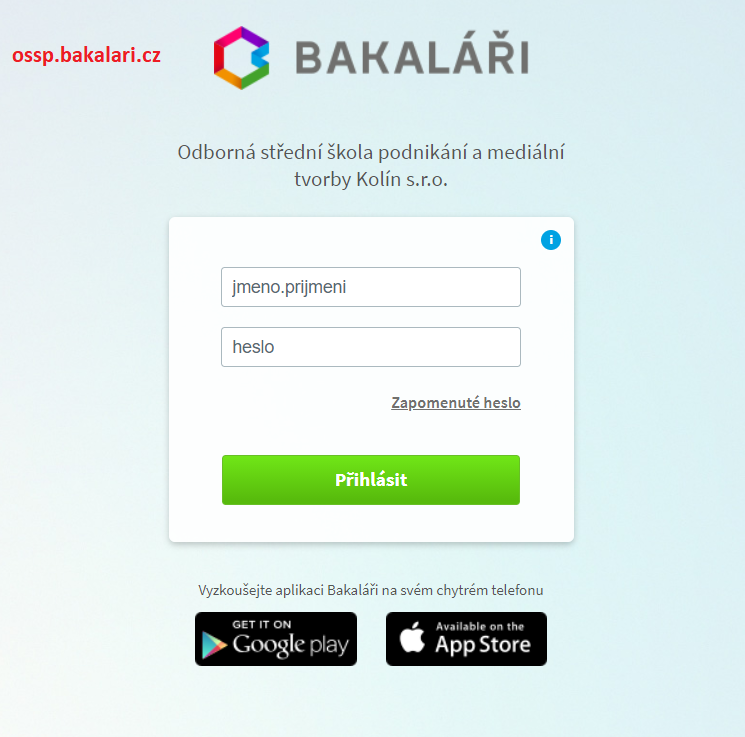 ossp.bakalari.cz
BAKALÁŘI
Odborná střední škola podnikání a mediální
tvorby Kolín s.r.o.
i
jmeno.prijmeni
heslo
Zapomenuté heslo
Přihlásit
Vyzkoušejte aplikaci Bakaláři na svém chytrém telefonu
GET IT ON
Google play
Available on the
App Store